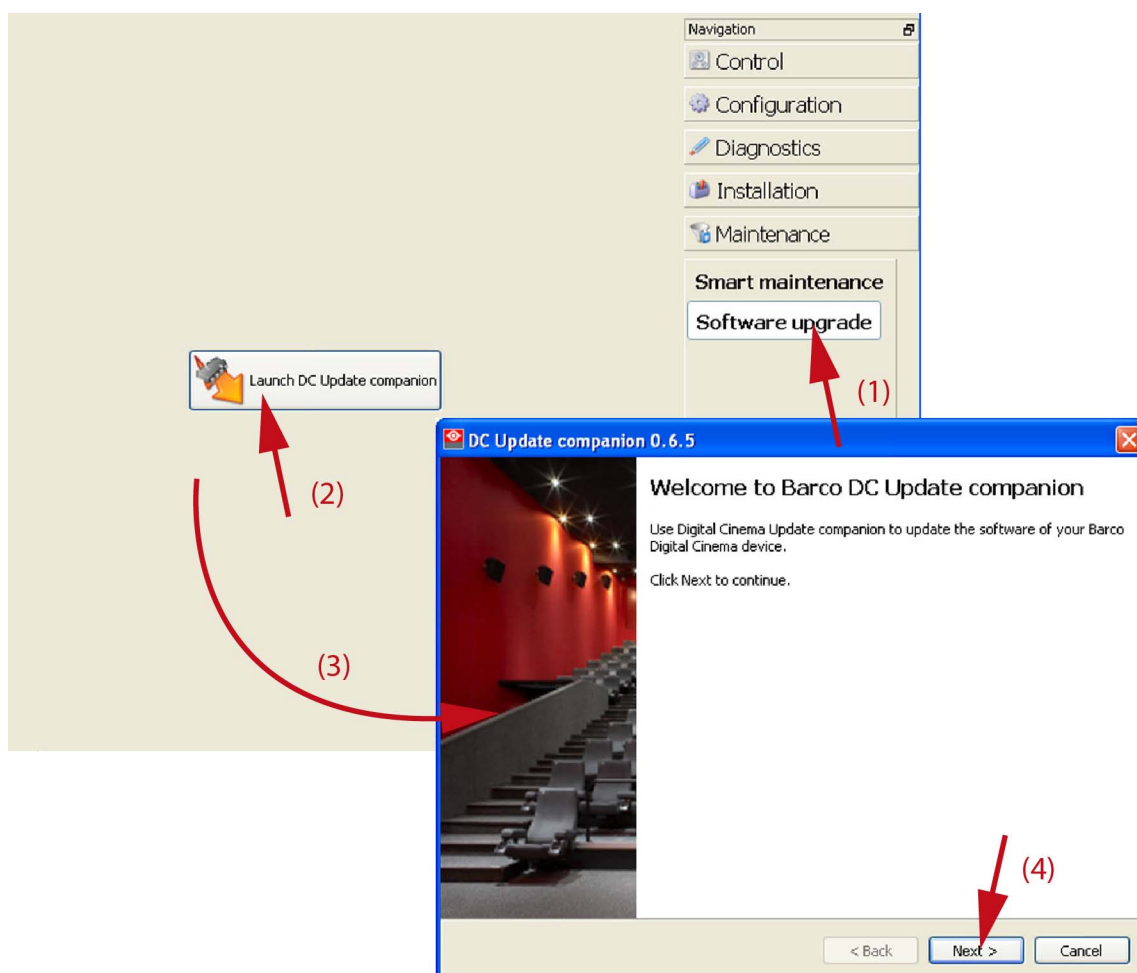 Navigation
Control
Configuration
Diagnostics
Installation
Maintenance
Smart maintenance
Software upgrade
(1)
Launch DC Update companion
(2)
(3)
DC Update companion 0.6.5
Welcome to Barco DC Update companion
Use Digital Cinema Update companion to update the software of your Barco
Digital Cinema device.
Click Next to continue.
(4)
< Back Next > Cancel